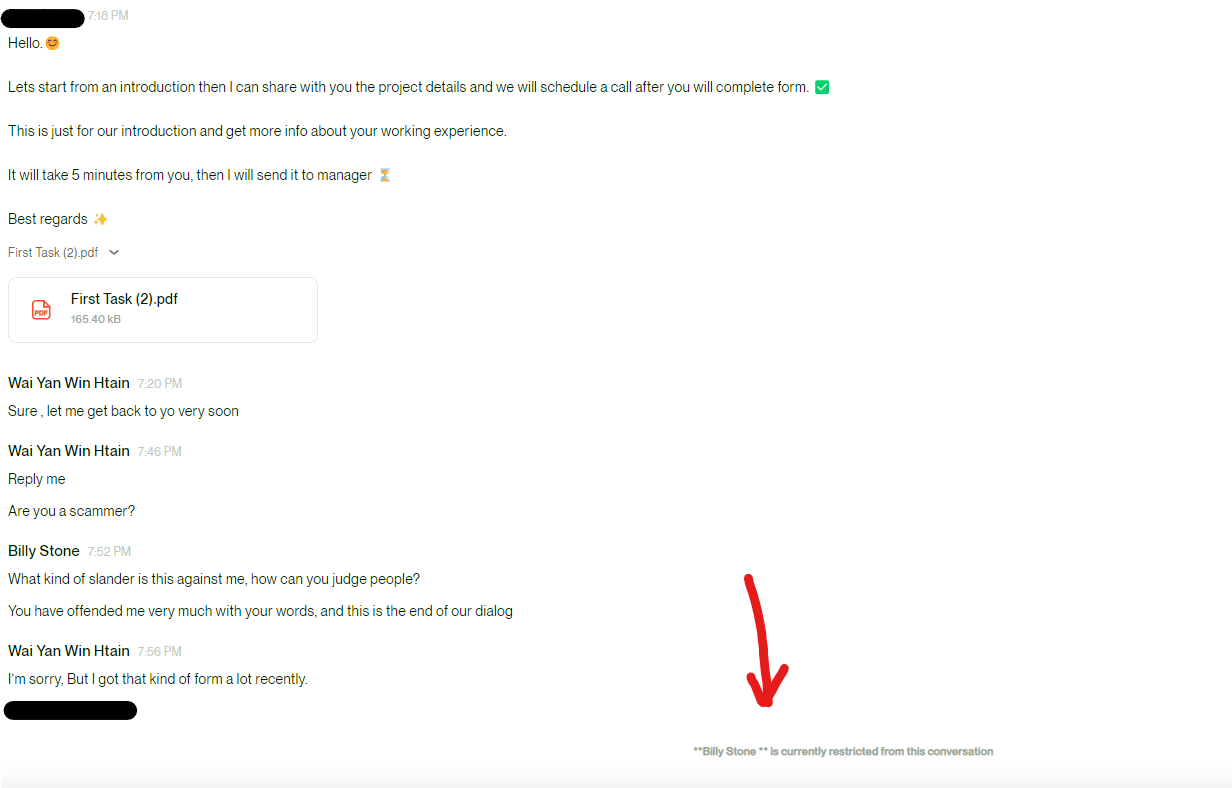 7:18 PM
Hello.😊
Lets start from an introduction then I can share with you the project details and we will schedule a call after you will complete form. ✅
This is just for our introduction and get more info about your working experience.
It will take 5 minutes from you, then I will send it to manager ⏳
Best regards ✨
First Task (2).pdf
PDF
First Task (2).pdf
165.40 kB
Wai Yan Win Htain 7:20 PM
Sure , let me get back to yo very soon
Wai Yan Win Htain 7:46 PM
Reply me
Are you a scammer?
Billy Stone 7:52 PM
What kind of slander is this against me, how can you judge people?
You have offended me very much with your words, and this is the end of our dialog
Wai Yan Win Htain 7:56 PM
I'm sorry, But I got that kind of form a lot recently.
**Billy Stone ** is currently restricted from this conversation